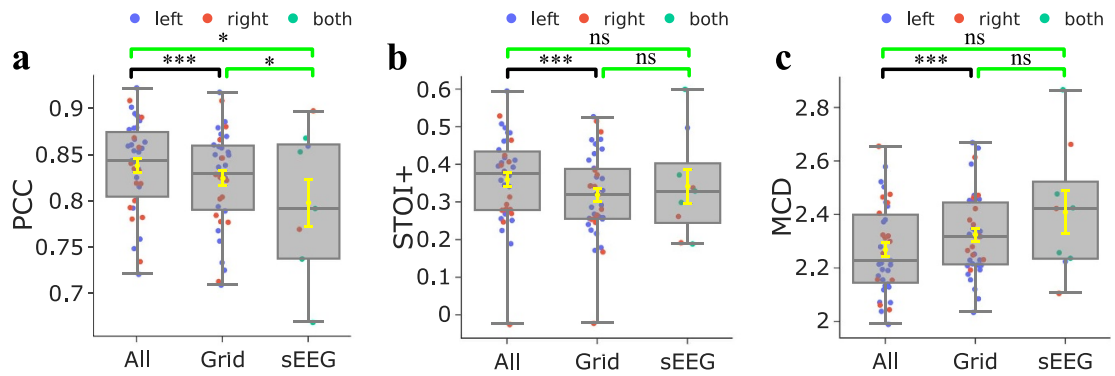 left right both
a
*
***
*
PCC
0.9
0.85
0.8
0.75
0.7
All Grid sEEG
left right both
b
ns
***
ns
STOI+
0.6
0.5
0.4
0.3
0.2
0.1
0
All Grid sEEG
left right both
c
ns
***
ns
MCD
2.8
2.6
2.4
2.2
2
All Grid sEEG